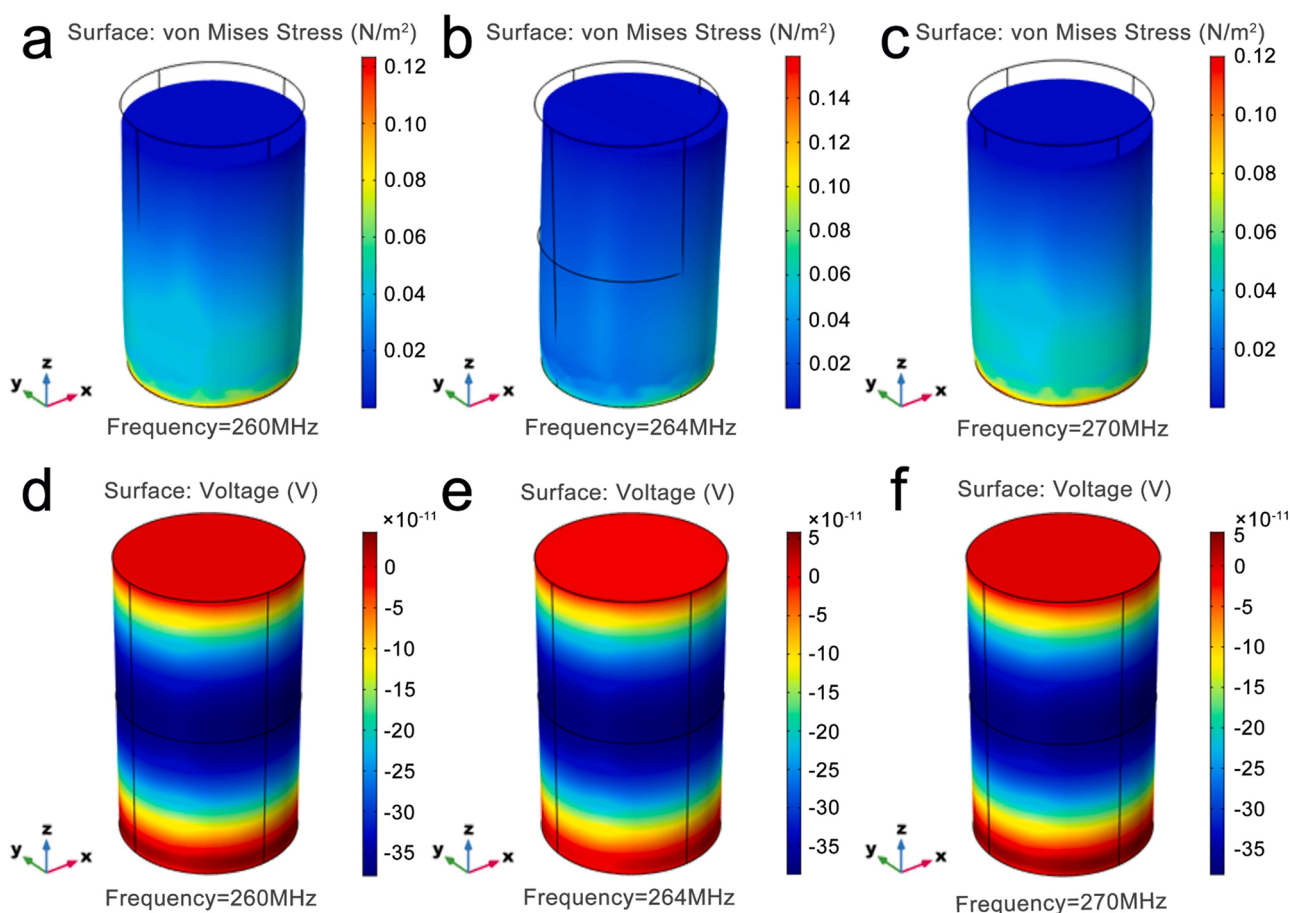 a Surface: von Mises Stress (N/m²)
0.12
0.10
0.08
0.06
0.04
0.02
z
y
x
Frequency=260MHz
b Surface: von Mises Stress (N/m²)
0.14
0.12
0.10
0.08
0.06
0.04
0.02
z
y
x
Frequency=264MHz
c Surface: von Mises Stress (N/m²)
0.12
0.10
0.08
0.06
0.04
0.02
z
y
x
Frequency=270MHz
d Surface: Voltage (V)
×10⁻¹¹
0
-5
-10
-15
-20
-25
-30
-35
z
y
x
Frequency=260MHz
e Surface: Voltage (V)
×10⁻¹¹
5
0
-5
-10
-15
-20
-25
-30
-35
z
y
x
Frequency=264MHz
f Surface: Voltage (V)
×10⁻¹¹
5
0
-5
-10
-15
-20
-25
-30
-35
z
y
x
Frequency=270MHz